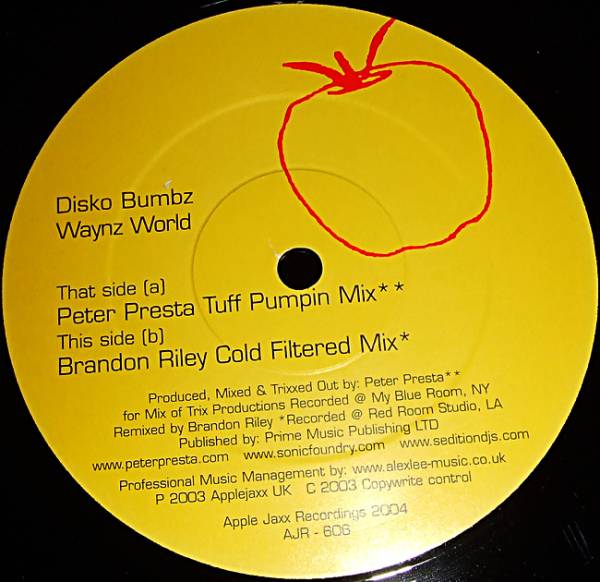 Disko Bumbz
Waynz World
That side (a)
Peter Presta Tuff Pumpin Mix**
This side (b)
Brandon Riley Cold Filtered Mix*
Produced, Mixed & Trixxed Out by: Peter Presta**
for Mix of Trix Productions Recorded @ My Blue Room, NY
Remixed by Brandon Riley *Recorded @ Red Room Studio, LA
Published by: Prime Music Publishing LTD
www.peterpresta.com www.sonicfoundry.com www.seditiondjs.com
Professional Music Management by: www.alexlee-music.co.uk
P 2003 Applejaxx UK C 2003 Copywrite control
Apple Jaxx Recordings 2004
AJR - 606